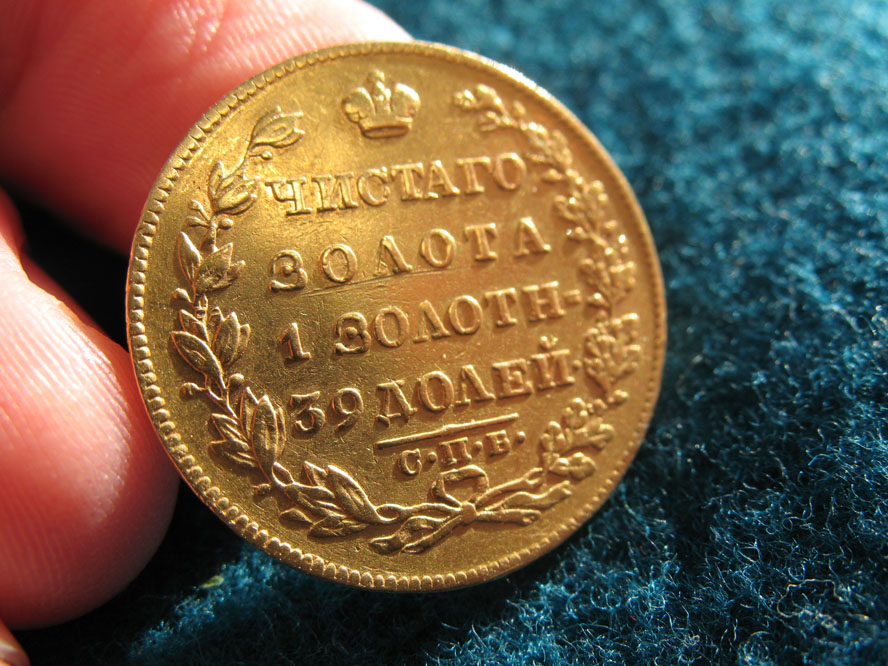 ЧИСТАГО
ЗОЛОТА
1 ЗОЛОТН-
39 ДОЛЕЙ.
С·П·Б·